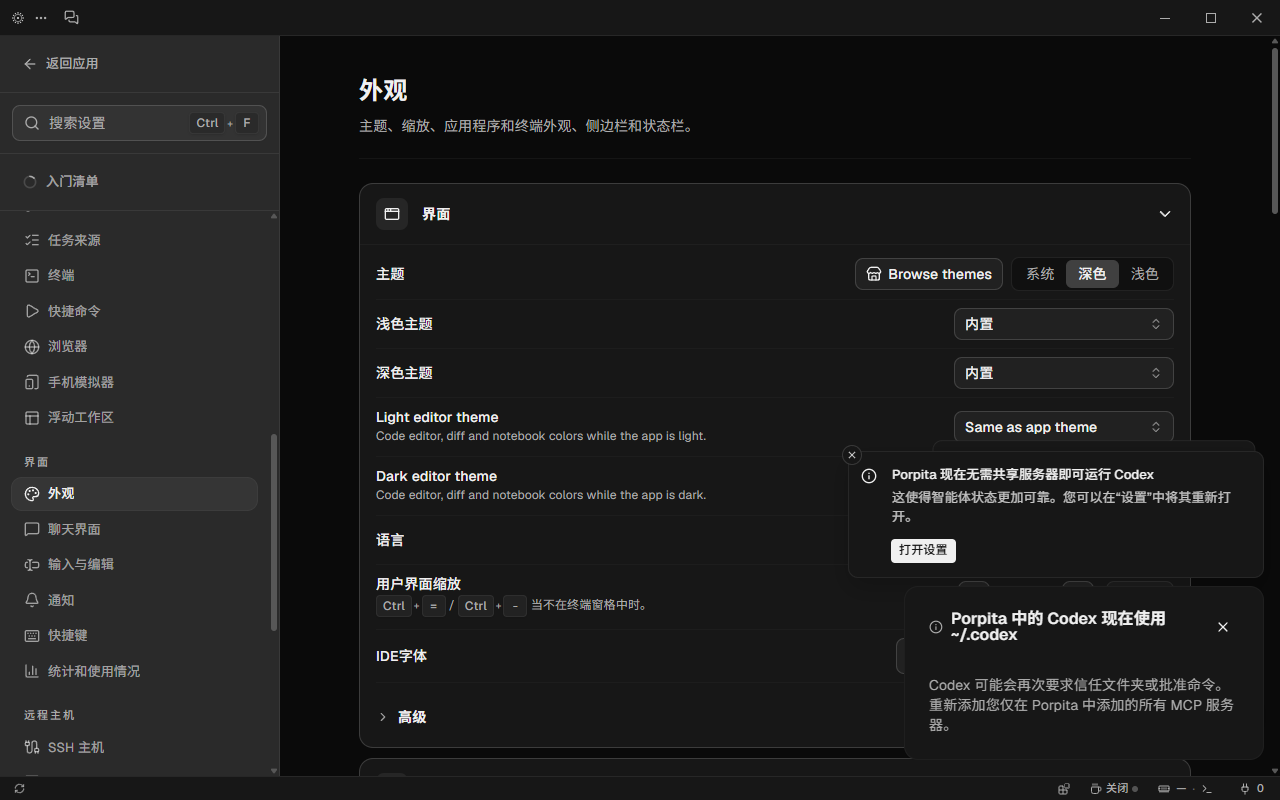 返回应用
搜索设置 Ctrl + F
入门清单
任务来源
终端
快捷命令
浏览器
手机模拟器
浮动工作区
界面
外观
聊天界面
输入与编辑
通知
快捷键
统计和使用情况
远程主机
SSH 主机
外观
主题、缩放、应用程序和终端外观、侧边栏和状态栏。
界面
主题 Browse themes 系统 深色 浅色
浅色主题 内置
深色主题 内置
Light editor theme Same as app theme
Code editor, diff and notebook colors while the app is light.
Dark editor theme
Code editor, diff and notebook colors while the app is dark.
语言
用户界面缩放
Ctrl + = / Ctrl + - 当不在终端窗格中时。
IDE字体
高级
Porpita 现在无需共享服务器即可运行 Codex
这使得智能体状态更加可靠。您可以在“设置”中将其重新打
开。
打开设置
Porpita 中的 Codex 现在使用
~/.codex
Codex 可能会再次要求信任文件夹或批准命令。
重新添加您仅在 Porpita 中添加的所有 MCP 服务
器。
关闭 — · 0